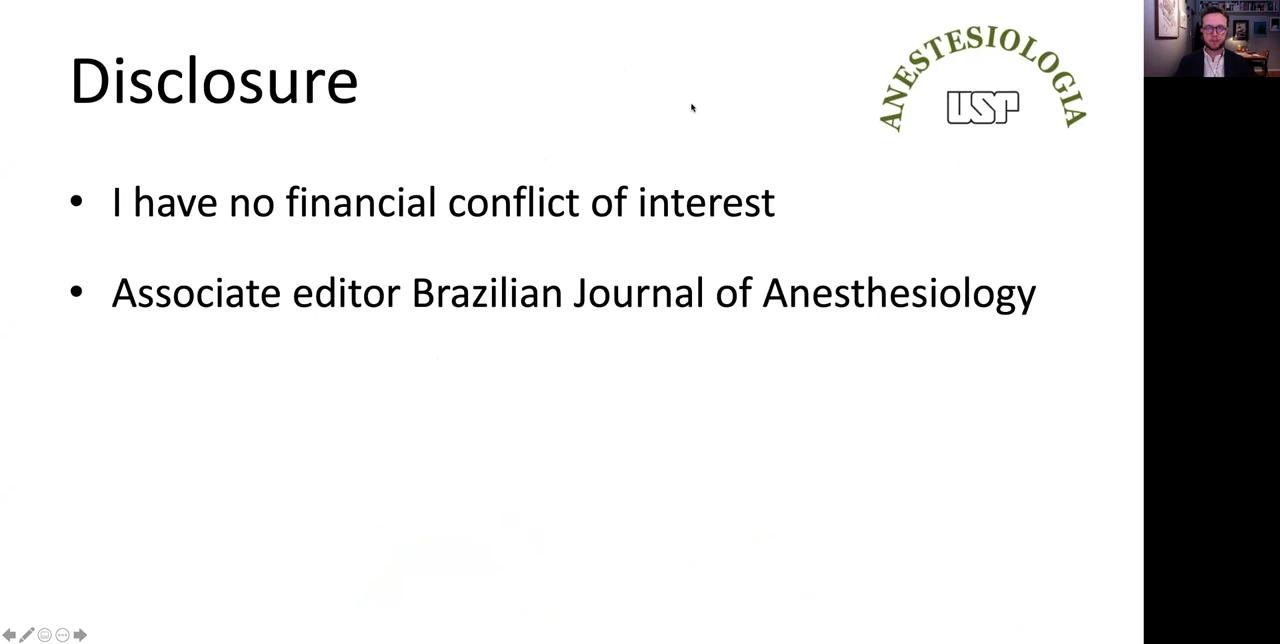 Disclosure
ANESTESIOLOGIA
USP
• I have no financial conflict of interest
• Associate editor Brazilian Journal of Anesthesiology